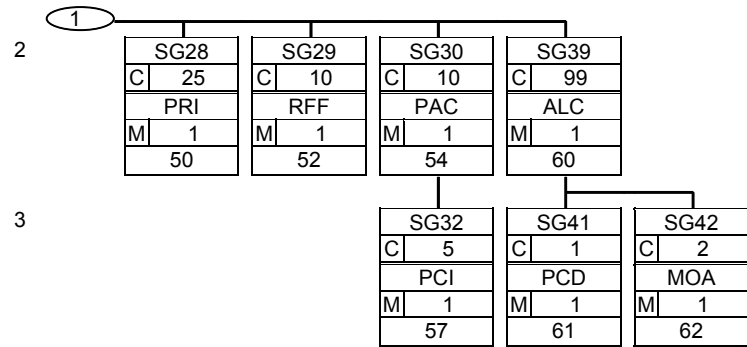 1
2
SG28 SG29 SG30 SG39
C 25 C 10 C 10 C 99
PRI RFF PAC ALC
M 1 M 1 M 1 M 1
50 52 54 60
3
SG32 SG41 SG42
C 5 C 1 C 2
PCI PCD MOA
M 1 M 1 M 1
57 61 62